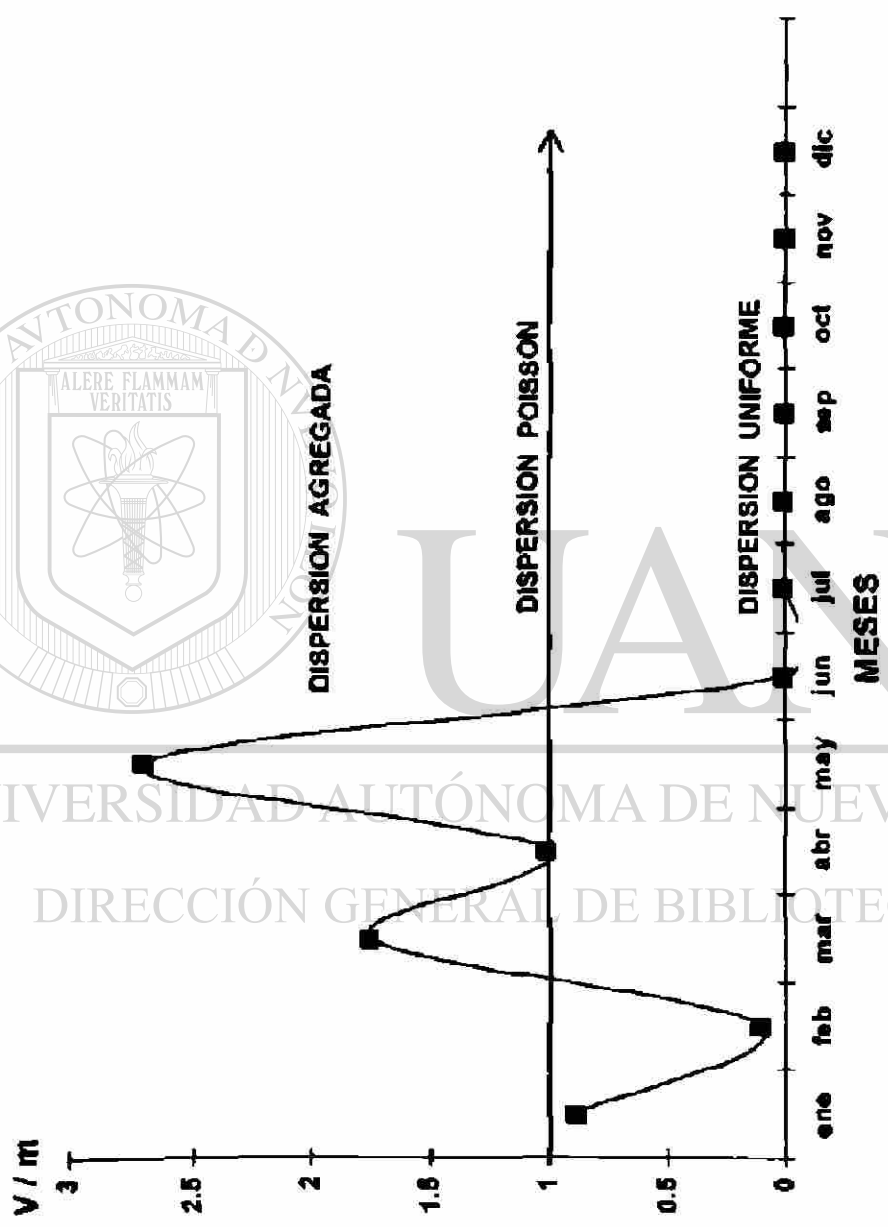 V / m
3
2.5
2
1.5
1
0.5
0
DISPERSION AGREGADA
DISPERSION POISSON
DISPERSION UNIFORME
ene feb mar abr may jun jul ago sep oct nov dic
MESES
ALERE FLAMMAM
VERITATIS
UAN
NIVERSIDAD AUTÓNOMA DE NUEV
DIRECCIÓN GENERAL DE BIBLIOTEC